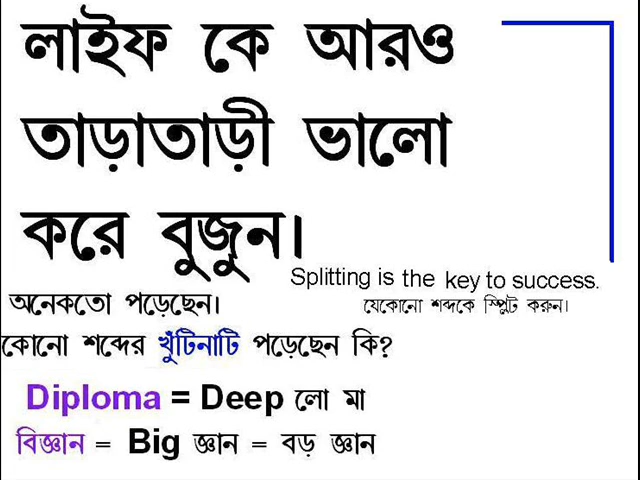 লাইফ কে আরও
তাড়াতাড়ী ভালো
করে বুজুন।
Splitting is the key to success.
অনেকতো পড়েছেন।
যেকোনো শব্দকে স্প্লিট করুন।
কোনো শব্দের খুঁটিনাটি পড়েছেন কি?
Diploma = Deep লো মা
বিজ্ঞান = Big জ্ঞান = বড় জ্ঞান